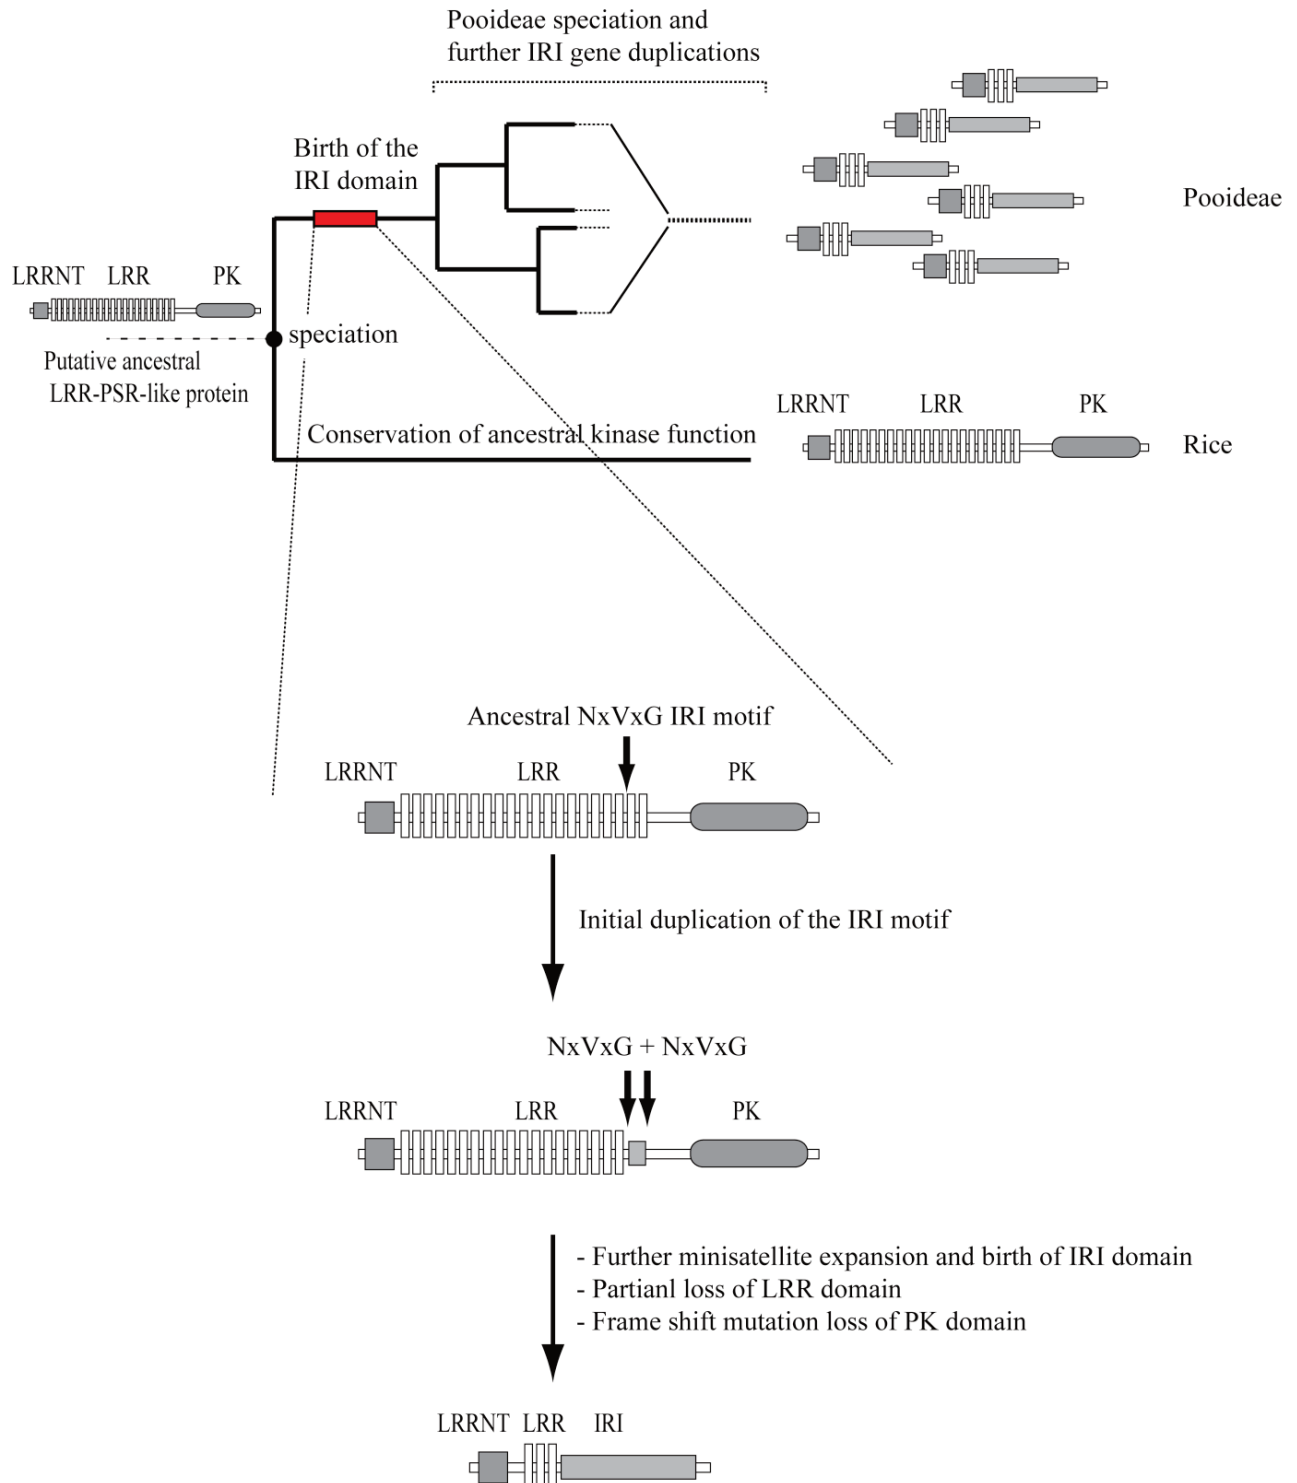 Pooideae speciation and
further IRI gene duplications
Birth of the
IRI domain
Pooideae
LRRNT LRR PK
speciation
Putative ancestral
LRR-PSR-like protein
LRRNT LRR PK
Conservation of ancestral kinase function
Rice
Ancestral NxVxG IRI motif
LRRNT LRR PK
Initial duplication of the IRI motif
NxVxG + NxVxG
LRRNT LRR PK
- Further minisatellite expansion and birth of IRI domain
- Partianl loss of LRR domain
- Frame shift mutation loss of PK domain
LRRNT LRR IRI